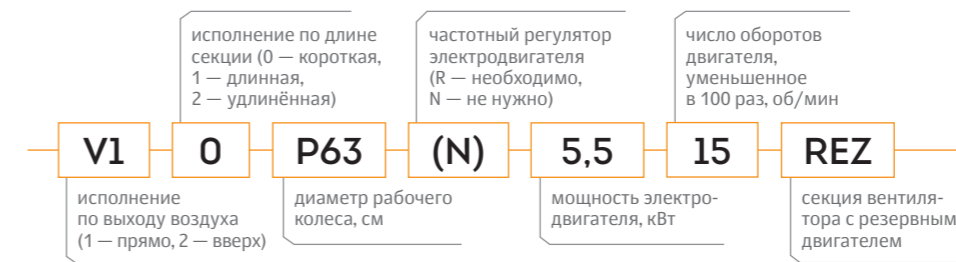 исполнение по длине
секции (0 — короткая,
1 — длинная,
2 — удлинённая)
частотный регулятор
электродвигателя
(R — необходимо,
N — не нужно)
число оборотов
двигателя,
уменьшенное
в 100 раз, об/мин
V1 0 P63 (N) 5,5 15 REZ
исполнение
по выходу воздуха
(1 — прямо, 2 — вверх)
диаметр рабочего
колеса, см
мощность электро-
двигателя, кВт
секция вентиля-
тора с резервным
двигателем